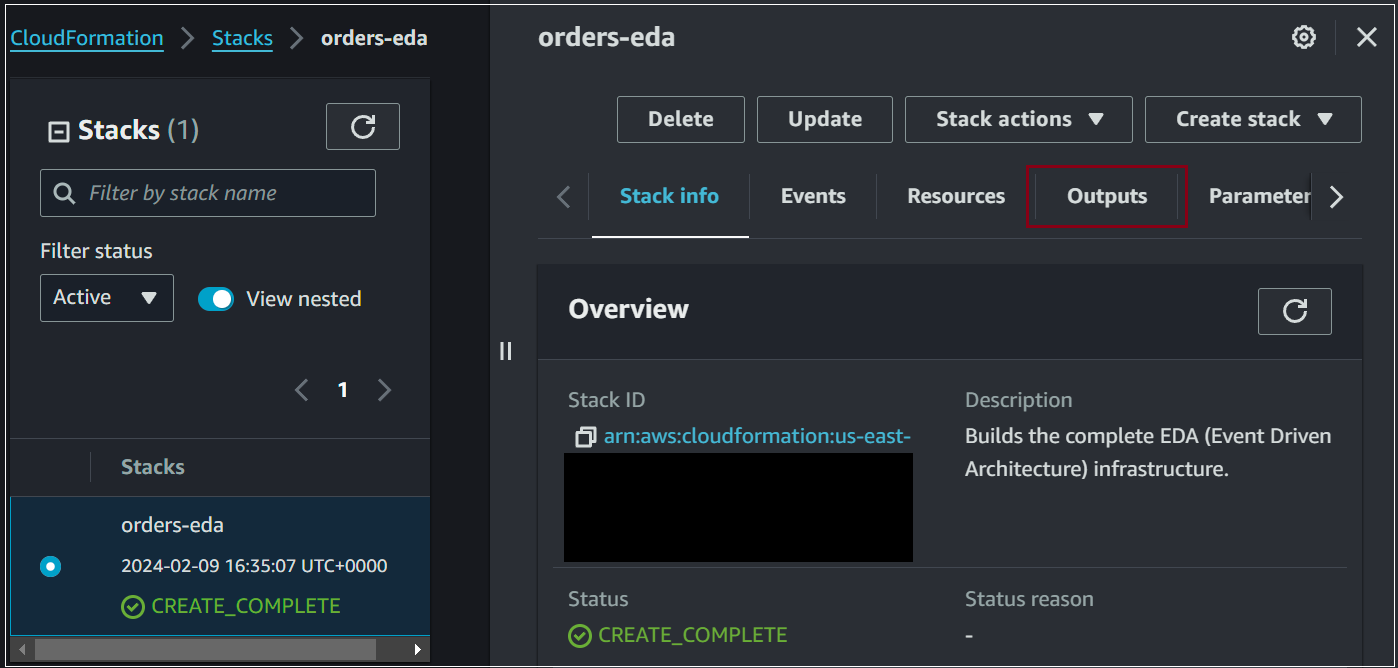 CloudFormation > Stacks > orders-eda
Stacks (1)
Filter by stack name
Filter status
Active
View nested
1
Stacks
orders-eda
2024-02-09 16:35:07 UTC+0000
CREATE_COMPLETE
orders-eda
Delete Update Stack actions Create stack
Stack info Events Resources Outputs Parameter
Overview
Stack ID
arn:aws:cloudformation:us-east-
Description
Builds the complete EDA (Event Driven
Architecture) infrastructure.
Status
CREATE_COMPLETE
Status reason
-